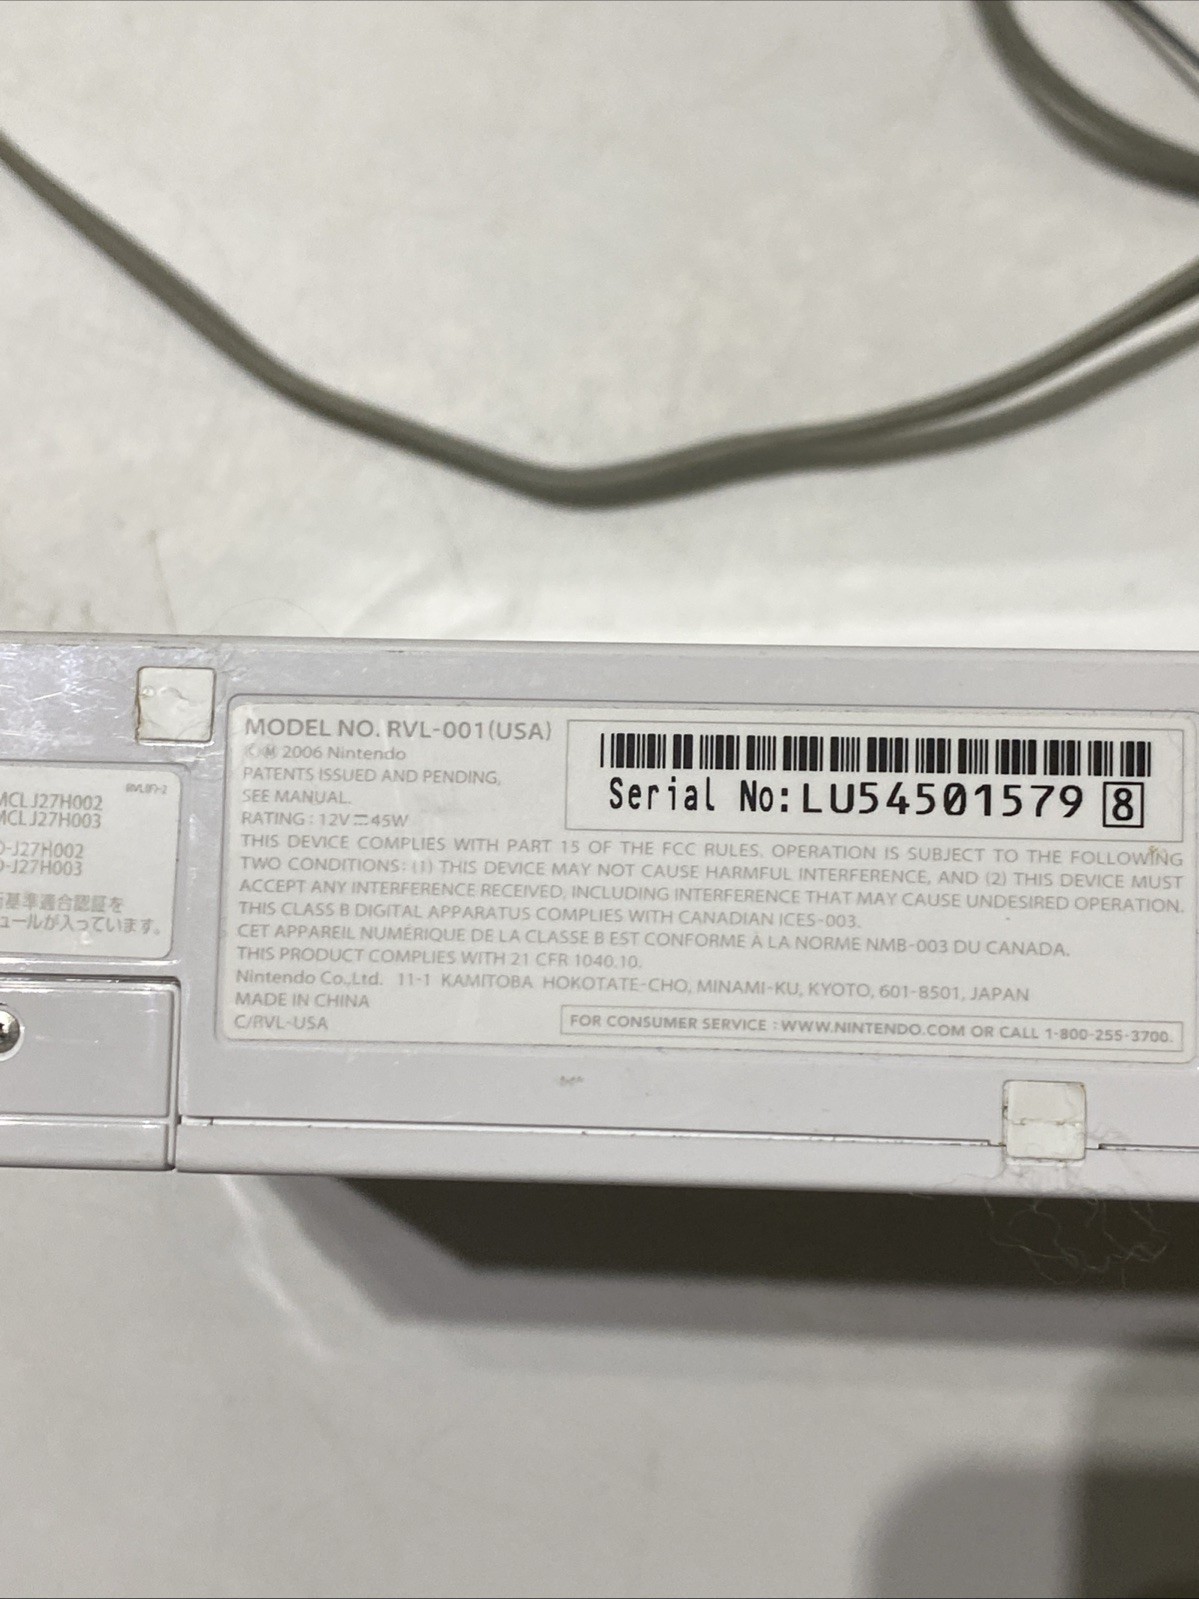 MODEL NO. RVL-001(USA)
Ⓒ Ⓜ 2006 Nintendo
PATENTS ISSUED AND PENDING,
SEE MANUAL.
RATING : 12V⎓45W
Serial No:LU54501579 8
THIS DEVICE COMPLIES WITH PART 15 OF THE FCC RULES. OPERATION IS SUBJECT TO THE FOLLOWING
TWO CONDITIONS: (1) THIS DEVICE MAY NOT CAUSE HARMFUL INTERFERENCE, AND (2) THIS DEVICE MUST
ACCEPT ANY INTERFERENCE RECEIVED, INCLUDING INTERFERENCE THAT MAY CAUSE UNDESIRED OPERATION.
THIS CLASS B DIGITAL APPARATUS COMPLIES WITH CANADIAN ICES-003.
CET APPAREIL NUMÉRIQUE DE LA CLASSE B EST CONFORME À LA NORME NMB-003 DU CANADA.
THIS PRODUCT COMPLIES WITH 21 CFR 1040.10.
Nintendo Co.,Ltd. 11-1 KAMITOBA HOKOTATE-CHO, MINAMI-KU, KYOTO, 601-8501, JAPAN
MADE IN CHINA
C/RVL-USA
FOR CONSUMER SERVICE : WWW.NINTENDO.COM OR CALL 1-800-255-3700.
MCLJ27H002
MCLJ27H003
D-J27H002
D-J27H003
基準適合認証を
ュールが入っています。